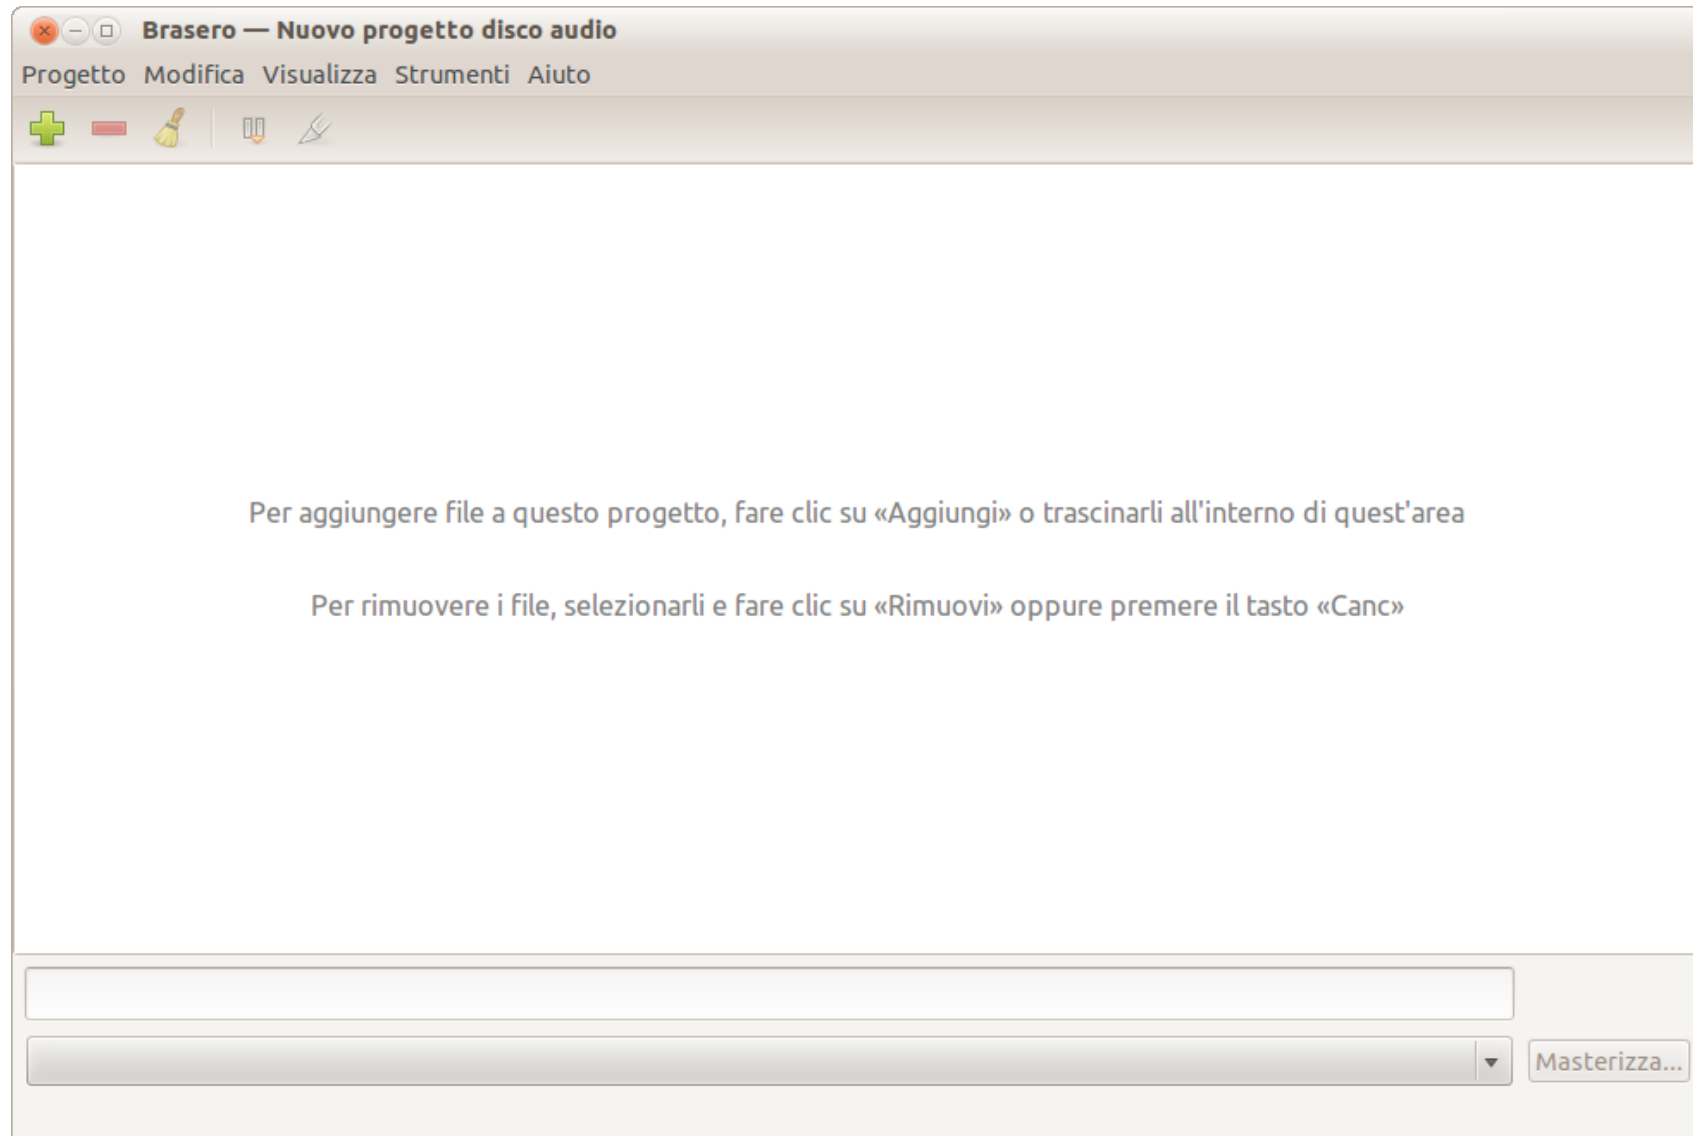 Brasero — Nuovo progetto disco audio
Progetto Modifica Visualizza Strumenti Aiuto
Per aggiungere file a questo progetto, fare clic su «Aggiungi» o trascinarli all'interno di quest'area
Per rimuovere i file, selezionarli e fare clic su «Rimuovi» oppure premere il tasto «Canc»
Masterizza...